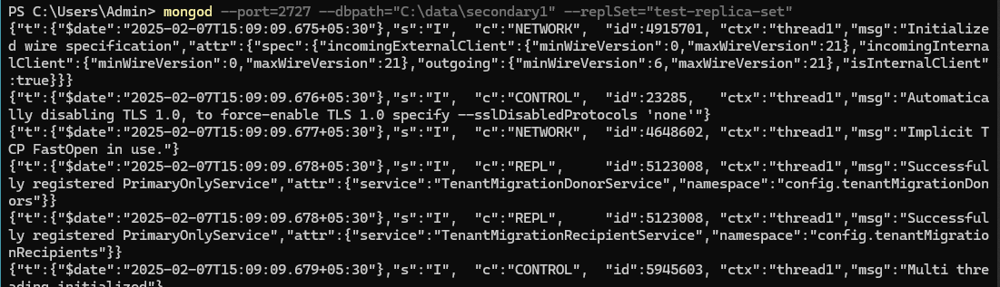 PS C:\Users\Admin> mongod --port=2727 --dbpath="C:\data\secondary1" --replSet="test-replica-set"
{"t":{"$date":"2025-02-07T15:09:09.675+05:30"},"s":"I",  "c":"NETWORK",  "id":4915701, "ctx":"thread1","msg":"Initialize
d wire specification","attr":{"spec":{"incomingExternalClient":{"minWireVersion":0,"maxWireVersion":21},"incomingInterna
lClient":{"minWireVersion":0,"maxWireVersion":21},"outgoing":{"minWireVersion":6,"maxWireVersion":21},"isInternalClient"
:true}}}
{"t":{"$date":"2025-02-07T15:09:09.676+05:30"},"s":"I",  "c":"CONTROL",  "id":23285,   "ctx":"thread1","msg":"Automatica
lly disabling TLS 1.0, to force-enable TLS 1.0 specify --sslDisabledProtocols 'none'"}
{"t":{"$date":"2025-02-07T15:09:09.677+05:30"},"s":"I",  "c":"NETWORK",  "id":4648602, "ctx":"thread1","msg":"Implicit T
CP FastOpen in use."}
{"t":{"$date":"2025-02-07T15:09:09.678+05:30"},"s":"I",  "c":"REPL",     "id":5123008, "ctx":"thread1","msg":"Successful
ly registered PrimaryOnlyService","attr":{"service":"TenantMigrationDonorService","namespace":"config.tenantMigrationDon
ors"}}
{"t":{"$date":"2025-02-07T15:09:09.678+05:30"},"s":"I",  "c":"REPL",     "id":5123008, "ctx":"thread1","msg":"Successful
ly registered PrimaryOnlyService","attr":{"service":"TenantMigrationRecipientService","namespace":"config.tenantMigratio
nRecipients"}}
{"t":{"$date":"2025-02-07T15:09:09.679+05:30"},"s":"I",  "c":"CONTROL",  "id":5945603, "ctx":"thread1","msg":"Multi thre
ading initialized"}